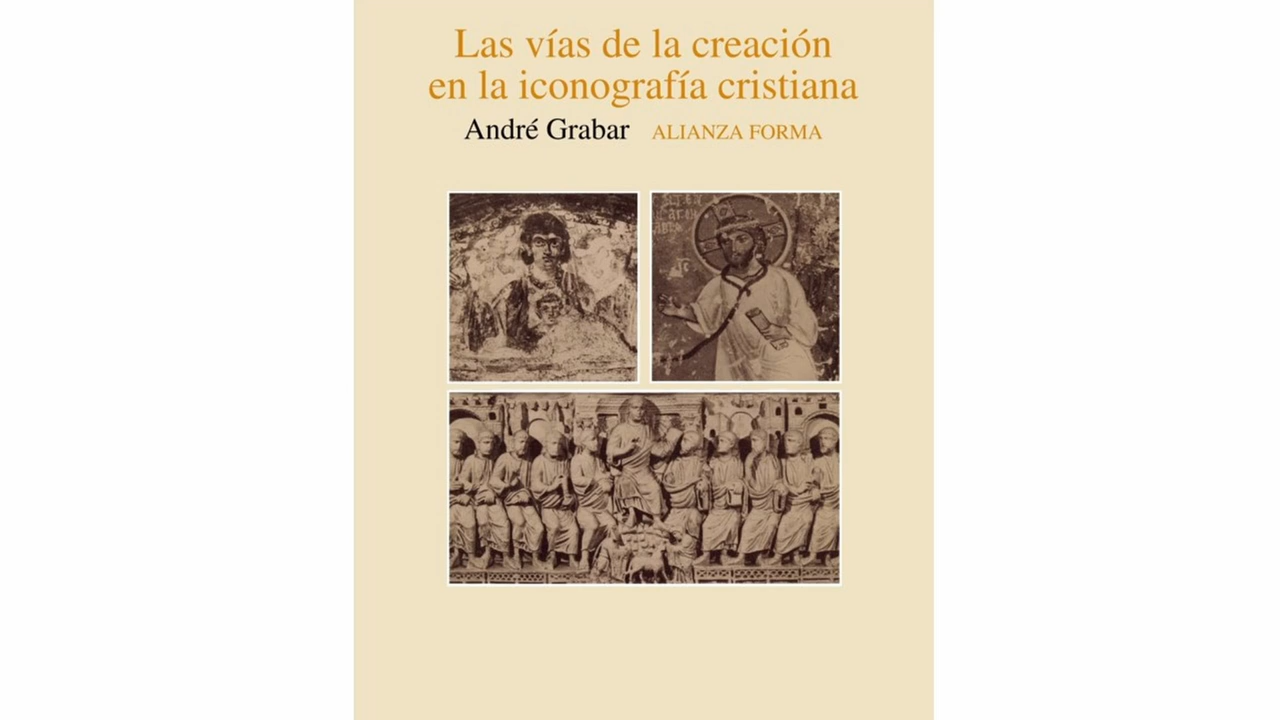 Las vías de la creación
en la iconografía cristiana
André Grabar ALIANZA FORMA